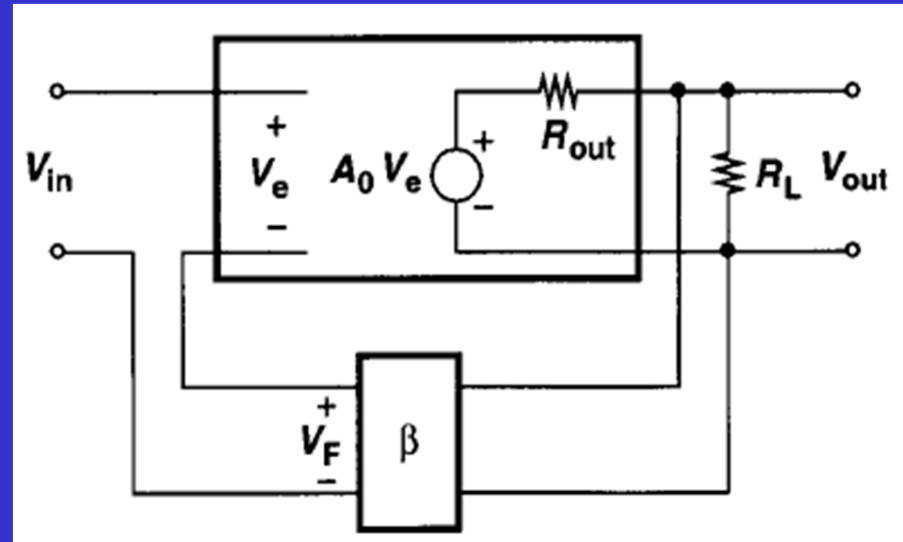 +
R_out
V_in
V_e
A_0 V_e
+
−
R_L
V_out
−
+
V_F
−
β